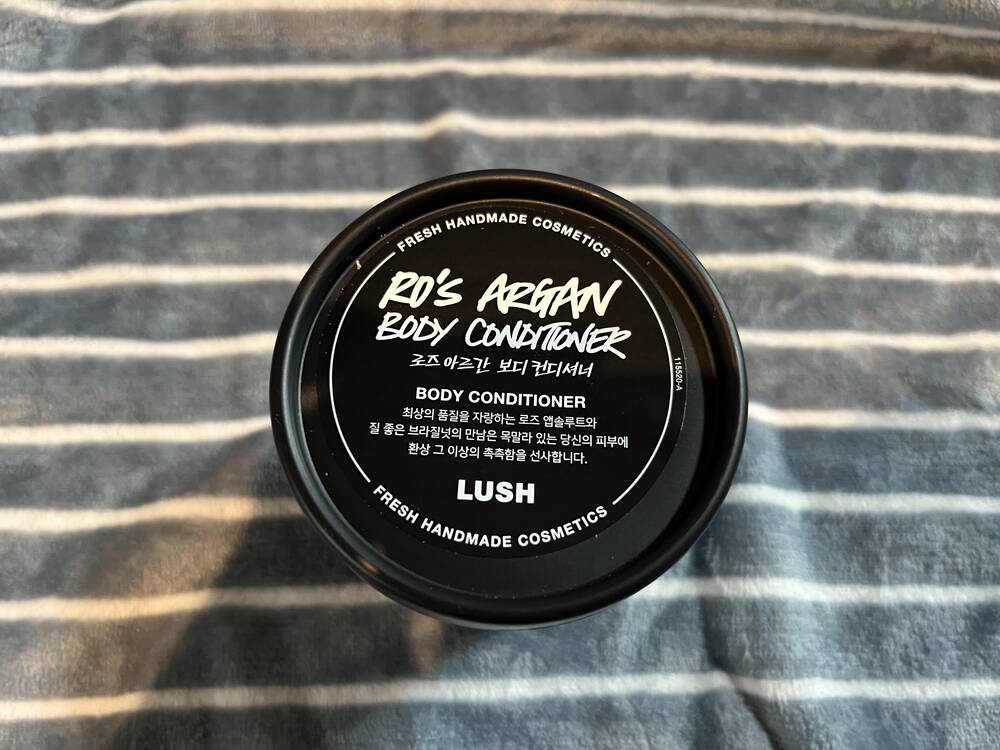 FRESH HANDMADE COSMETICS
RO'S ARGAN
BODY CONDITIONER
로즈 아르간 보디 컨디셔너
115520-A
BODY CONDITIONER
최상의 품질을 자랑하는 로즈 앱솔루트와
질 좋은 브라질넛의 만남은 목말라 있는 당신의 피부에
환상 그 이상의 촉촉함을 선사합니다.
LUSH
FRESH HANDMADE COSMETICS